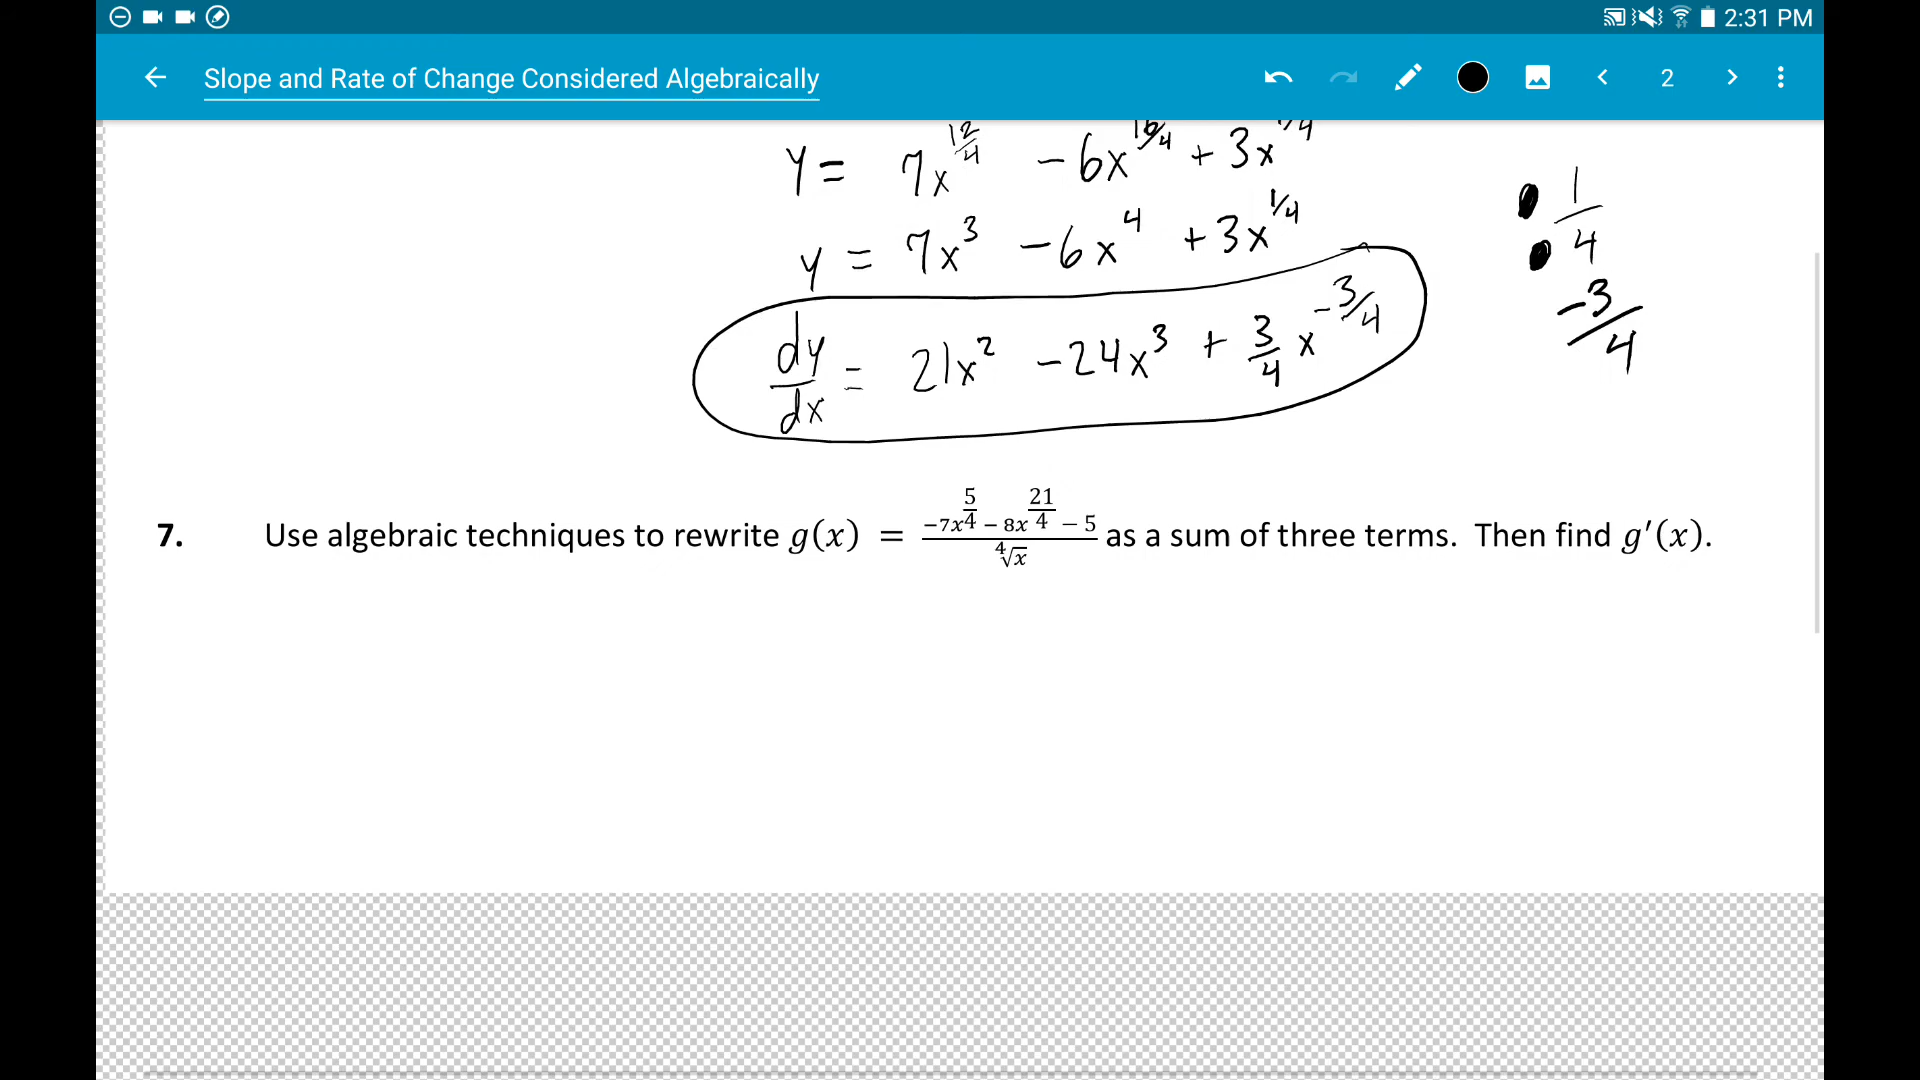 2:31 PM
Slope and Rate of Change Considered Algebraically 2
y = 7x^(12/4) - 6x^(16/4) + 3x^(1/4)
y = 7x^3 - 6x^4 + 3x^(1/4)
dy/dx = 21x^2 - 24x^3 + 3/4 x^(-3/4)
1/4
-3/4
7. Use algebraic techniques to rewrite g(x) = (-7x^(5/4) - 8x^(21/4) - 5)/∜x as a sum of three terms. Then find g′(x).